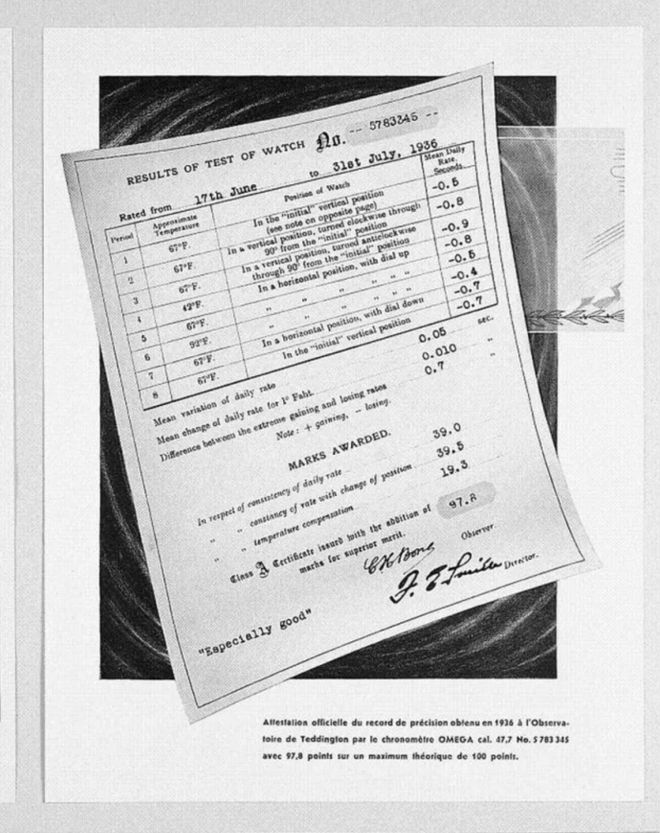 RESULTS OF TEST OF WATCH No. -- 5783345 --
Rated from 17th June to 31st July, 1936
Period Approximate Temperature Position of Watch Mean Daily Rate. Seconds
1 67°F. In the "initial" vertical position (see note on opposite page) -0.5
2 67°F. In a vertical position, turned clockwise through 90° from the "initial" position -0.8
3 67°F. In a vertical position, turned anticlockwise through 90° from the "initial" position -0.9
4 42°F. In a horizontal position, with dial up -0.8
5 67°F. " " " " " -0.5
6 92°F. " " " " " -0.4
7 67°F. In a horizontal position, with dial down -0.7
8 67°F. In the "initial" vertical position -0.7
Mean variation of daily rate 0.05 sec.
Mean change of daily rate for 1° Faht. 0.010 "
Difference between the extreme gaining and losing rates 0.7 "
Note: + gaining, - losing.
MARKS AWARDED.
In respect of consistency of daily rate 39.0
" " constancy of rate with change of position 39.5
" " temperature compensation 19.3
Class A Certificate issued with the addition of 97.8
marks for superior merit.
Observer.
Director.
"Especially good"
Attestation officielle du record de précision obtenu en 1936 à l'Observa-
toire de Teddington par le chronomètre OMEGA cal. 47,7 No. 5 783 345
avec 97,8 points sur un maximum théorique de 100 points.